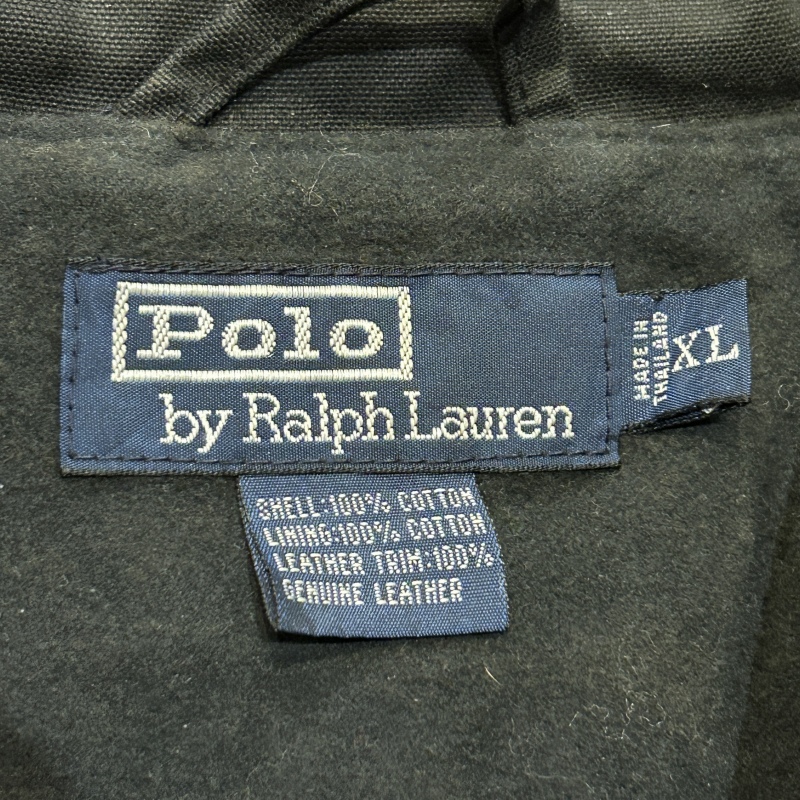 Polo
by Ralph Lauren
MADE IN
THAILAND
XL
SHELL:100% COTTON
LINING:100% COTTON
LEATHER TRIM:100%
GENUINE LEATHER